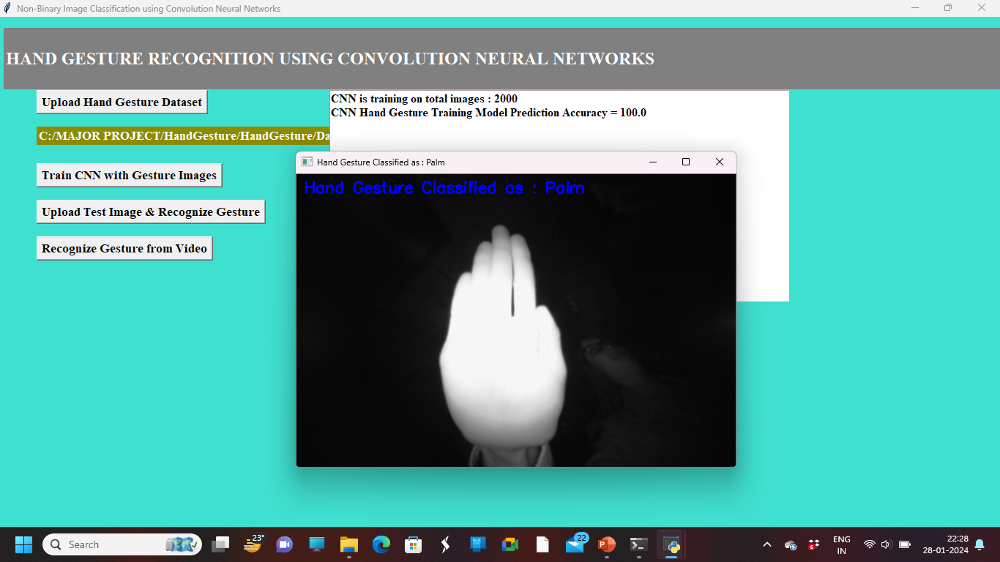 Non-Binary Image Classification using Convolution Neural Networks
HAND GESTURE RECOGNITION USING CONVOLUTION NEURAL NETWORKS
Upload Hand Gesture Dataset
C:/MAJOR PROJECT/HandGesture/HandGesture/Da
Train CNN with Gesture Images
Upload Test Image & Recognize Gesture
Recognize Gesture from Video
CNN is training on total images : 2000
CNN Hand Gesture Training Model Prediction Accuracy = 100.0
Hand Gesture Classified as : Palm
Hand Gesture Classified as : Palm
Search
23°
22
P
6
ENG
IN
22:28
28-01-2024